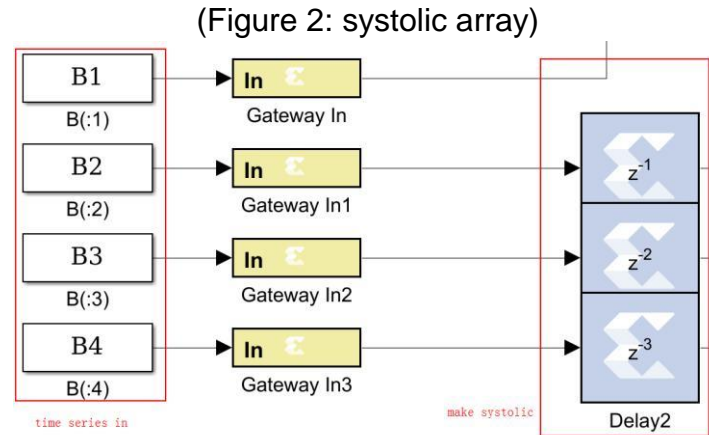 (Figure 2: systolic array)
B1
In
Gateway In
B(:1)
B2
In
z-1
Gateway In1
B(:2)
B3
In
z-2
Gateway In2
B(:3)
B4
In
z-3
Gateway In3
B(:4)
time series in
make systolic
Delay2